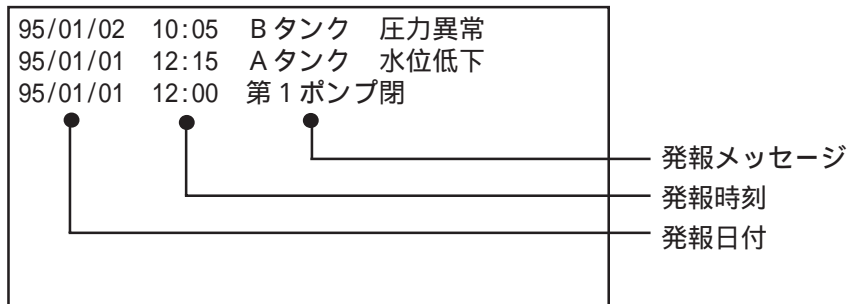 95/01/02 10:05 Bタンク 圧力異常
95/01/01 12:15 Aタンク 水位低下
95/01/01 12:00 第1ポンプ閉
発報メッセージ
発報時刻
発報日付